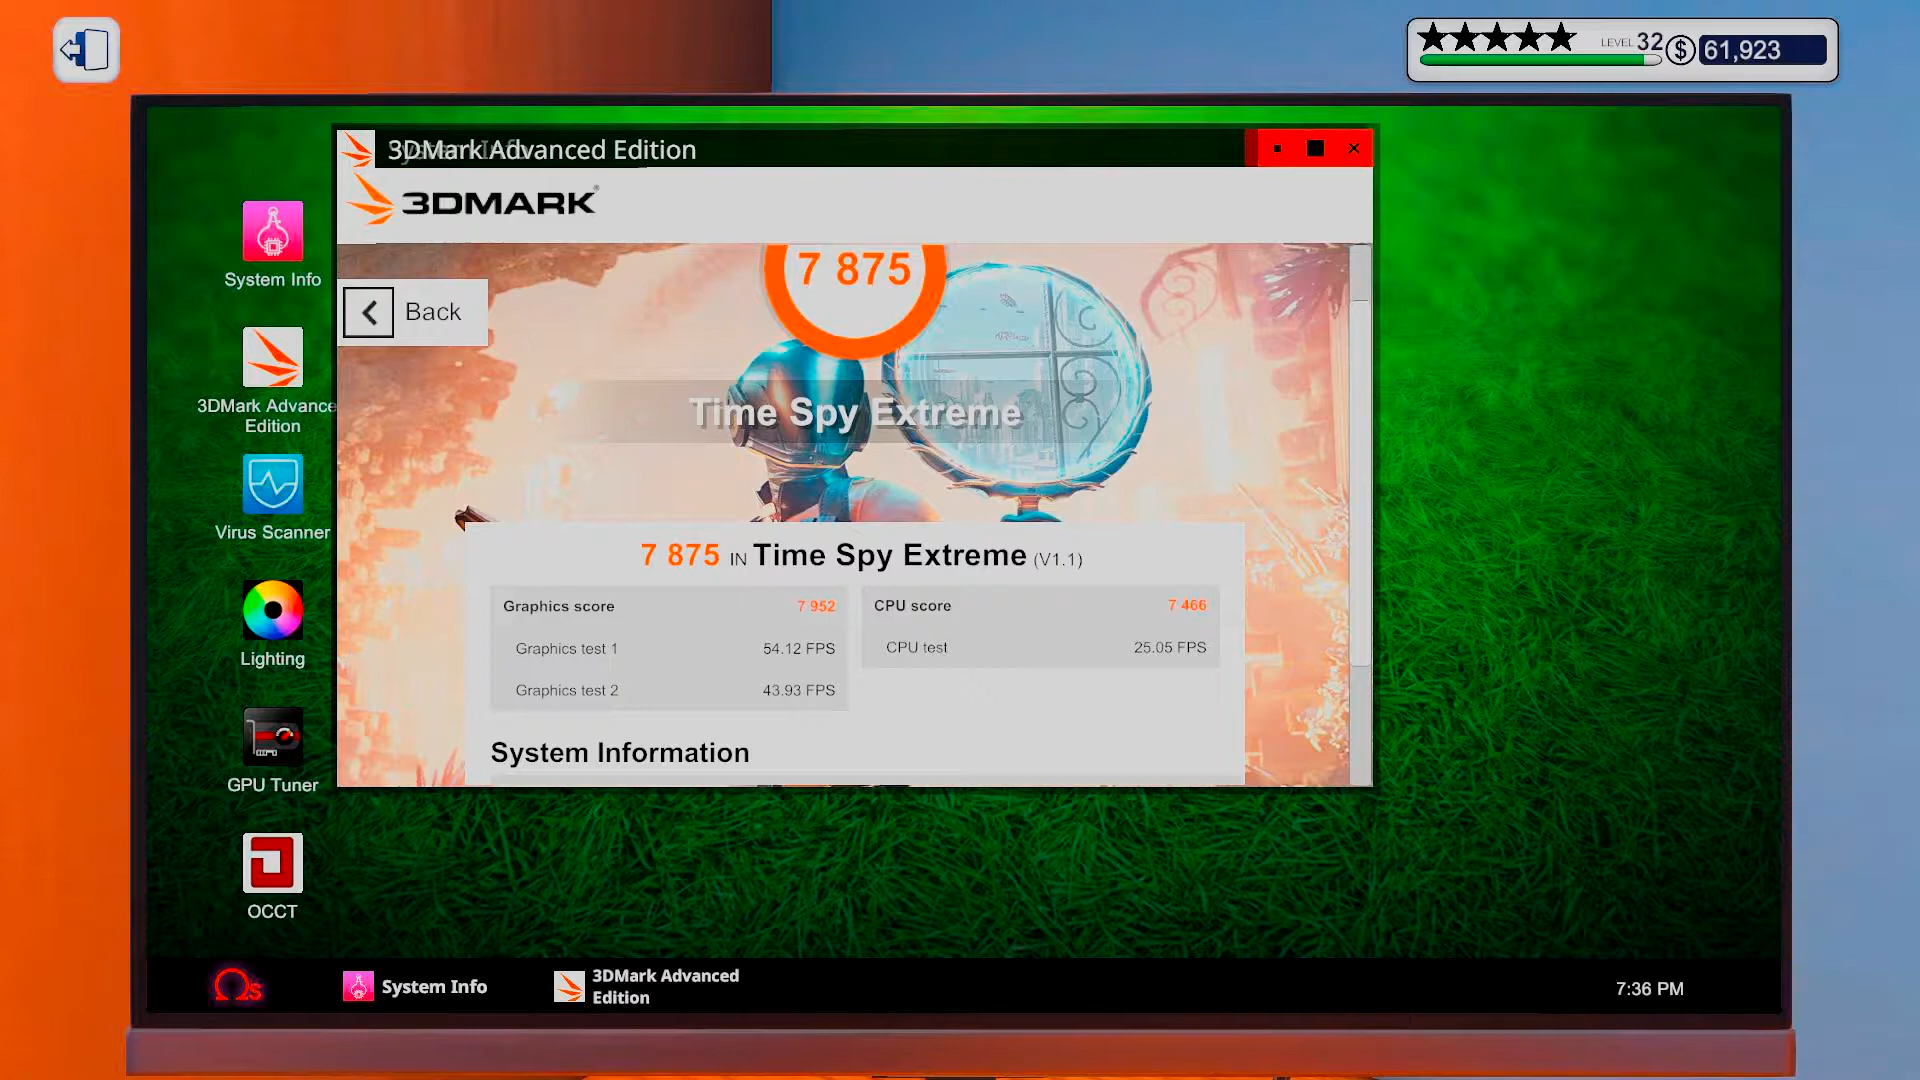 LEVEL 32
$ 61,923
3DMark Advanced Edition
3DMARK
7 875
Back
Time Spy Extreme
7 875 IN Time Spy Extreme (V1.1)
Graphics score 7 952
Graphics test 1 54.12 FPS
Graphics test 2 43.93 FPS
CPU score 7 466
CPU test 25.05 FPS
System Information
System Info
3DMark Advance
Edition
Virus Scanner
Lighting
GPU Tuner
OCCT
Ωs
System Info
3DMark Advanced
Edition
7:36 PM